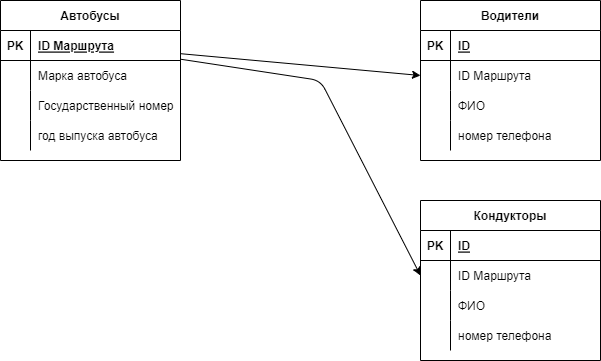 Автобусы
PK ID Маршрута
Марка автобуса
Государственный номер
год выпуска автобуса
Водители
PK ID
ID Маршрута
ФИО
номер телефона
Кондукторы
PK ID
ID Маршрута
ФИО
номер телефона